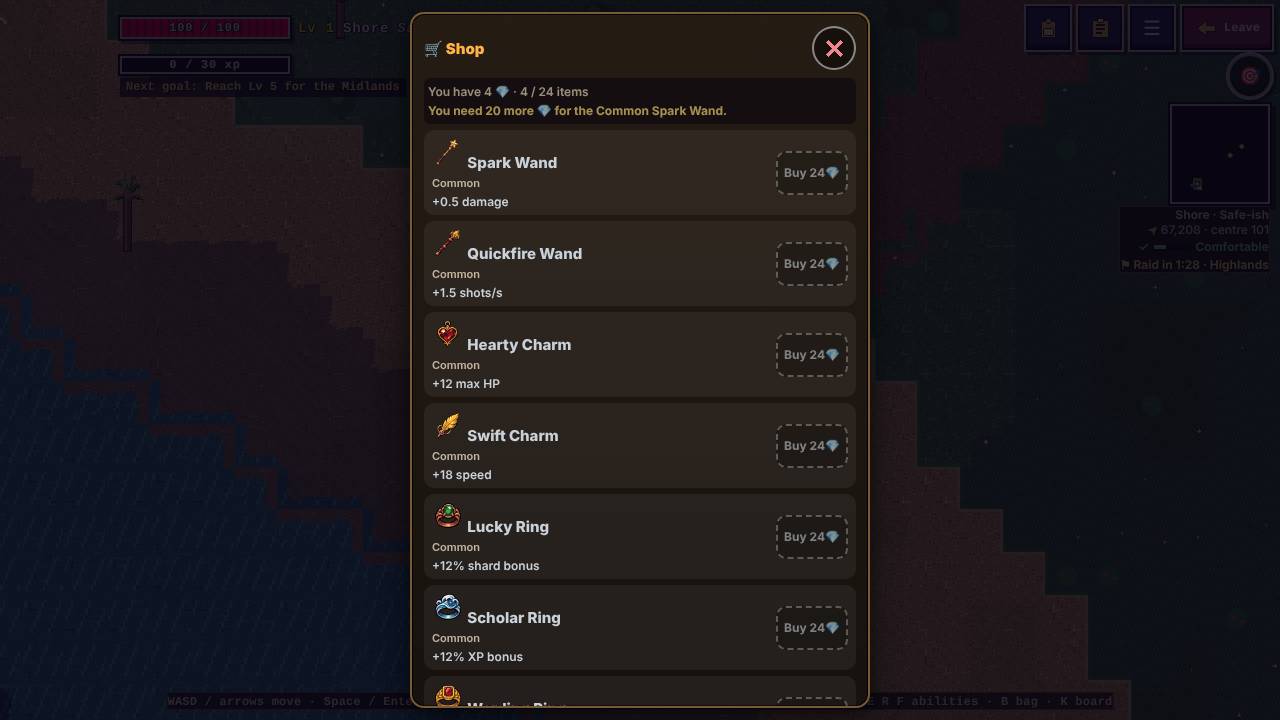 100 / 100
Lv 1 Shore S
0 / 30 xp
Next goal: Reach Lv 5 for the Midlands
Shop
You have 4 💎 · 4 / 24 items
You need 20 more 💎 for the Common Spark Wand.
Spark Wand
Common
+0.5 damage
Buy 24💎
Quickfire Wand
Common
+1.5 shots/s
Buy 24💎
Hearty Charm
Common
+12 max HP
Buy 24💎
Swift Charm
Common
+18 speed
Buy 24💎
Lucky Ring
Common
+12% shard bonus
Buy 24💎
Scholar Ring
Common
+12% XP bonus
Buy 24💎
Leave
Shore · Safe-ish
67,208 · centre 101
Comfortable
Raid in 1:28 · Highlands
WASD / arrows move · Space / Ente
E R F abilities · B bag · K board